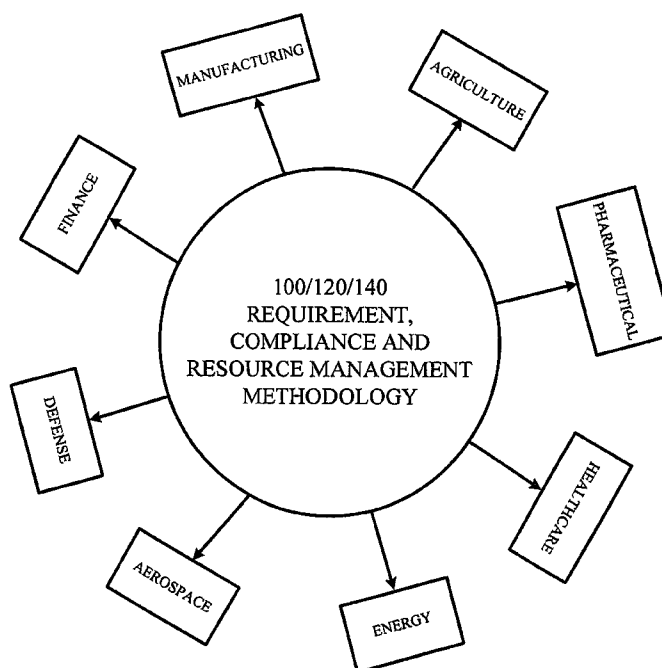 MANUFACTURING
AGRICULTURE
FINANCE
PHARMACEUTICAL
100/120/140
REQUIREMENT,
COMPLIANCE AND
RESOURCE MANAGEMENT
METHODOLOGY
DEFENSE
HEALTHCARE
AEROSPACE
ENERGY